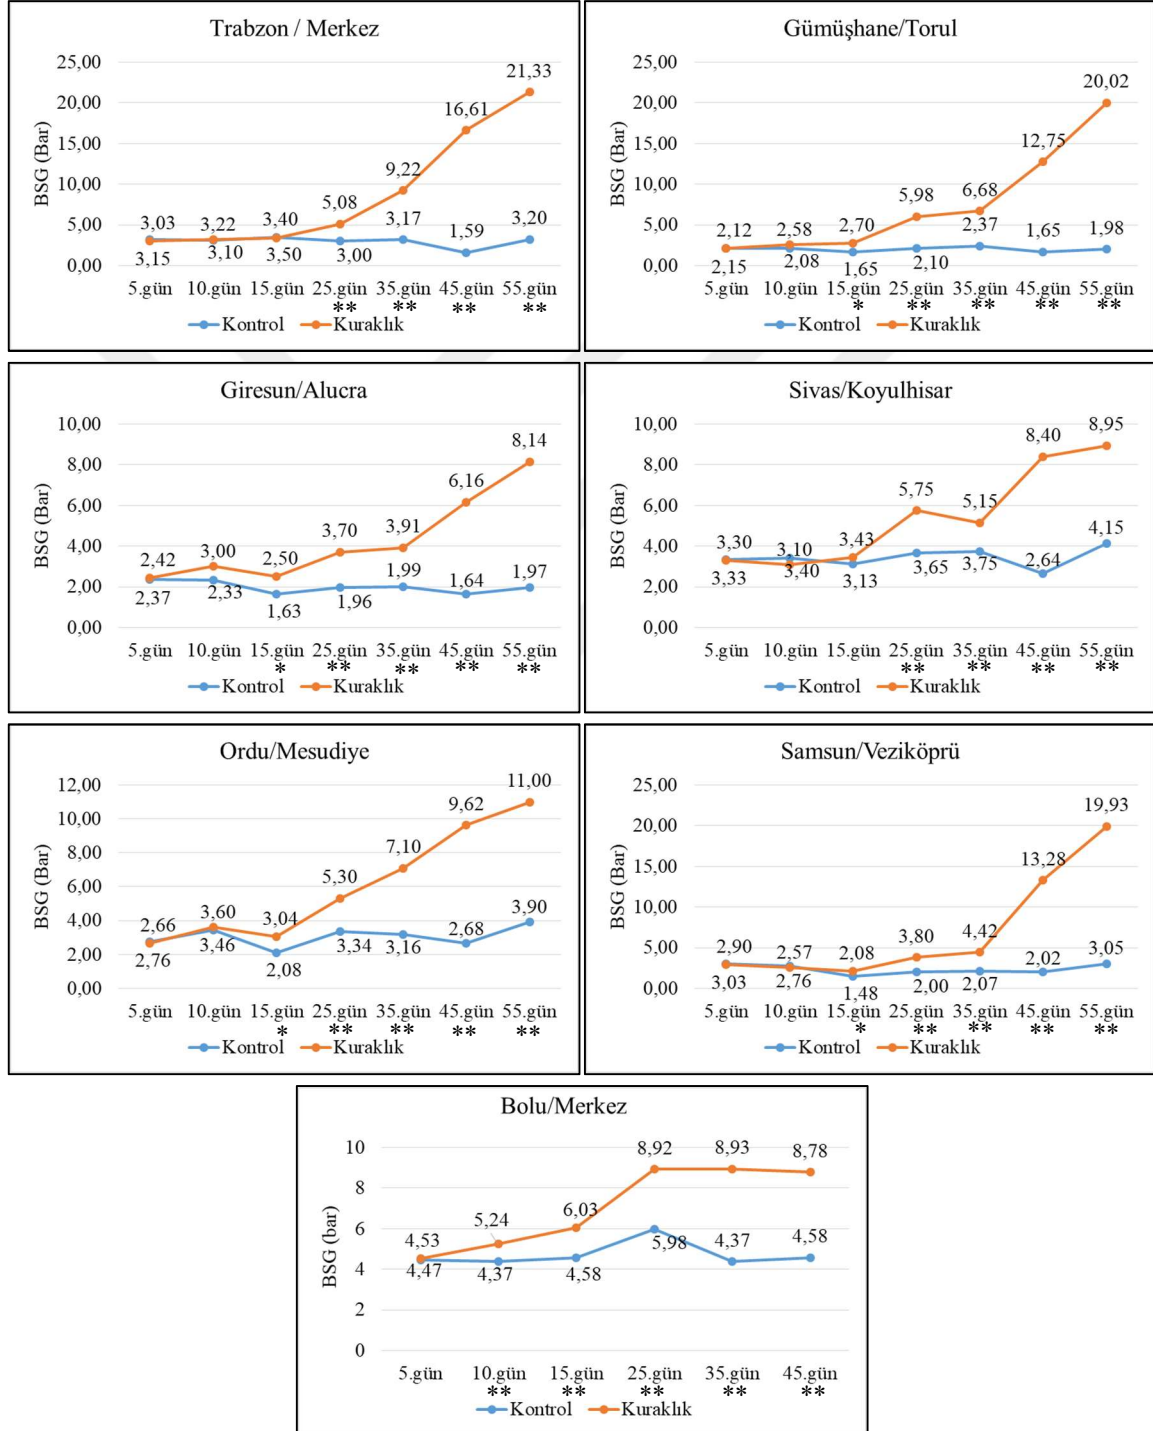 Trabzon / Merkez
25,00
20,00
15,00
10,00
5,00
0,00
BSG (Bar)
21,33
16,61
9,22
5,08
3,03 3,22 3,40 3,17 1,59 3,20
3,15 3,10 3,50 3,00
5.gün 10.gün 15.gün 25.gün 35.gün 45.gün 55.gün
** ** ** **
Kontrol Kuraklık
Gümüşhane/Torul
25,00
20,00
15,00
10,00
5,00
0,00
BSG (Bar)
20,02
12,75
5,98 6,68
2,12 2,58 2,70 2,37 1,65 1,98
2,15 2,08 1,65 2,10
5.gün 10.gün 15.gün 25.gün 35.gün 45.gün 55.gün
* ** ** ** **
Kontrol Kuraklık
Giresun/Alucra
10,00
8,00
6,00
4,00
2,00
0,00
BSG (Bar)
8,14
6,16
2,42 3,00 2,50 3,70 3,91
2,37 2,33 1,63 1,96 1,99 1,64 1,97
5.gün 10.gün 15.gün 25.gün 35.gün 45.gün 55.gün
* ** ** ** **
Kontrol Kuraklık
Sivas/Koyulhisar
10,00
8,00
6,00
4,00
2,00
0,00
BSG (Bar)
8,40 8,95
5,75 5,15
3,30 3,10 3,43 2,64 4,15
3,33 3,40 3,13 3,65 3,75
5.gün 10.gün 15.gün 25.gün 35.gün 45.gün 55.gün
** ** ** **
Kontrol Kuraklık
Ordu/Mesudiye
12,00
10,00
8,00
6,00
4,00
2,00
0,00
BSG (Bar)
11,00
9,62
7,10
5,30
2,66 3,60 3,04 2,68 3,90
2,76 3,46 2,08 3,34 3,16
5.gün 10.gün 15.gün 25.gün 35.gün 45.gün 55.gün
* ** ** ** **
Kontrol Kuraklık
Samsun/Veziköprü
25,00
20,00
15,00
10,00
5,00
0,00
BSG (Bar)
19,93
13,28
2,90 2,57 2,08 3,80 4,42 2,02 3,05
3,03 2,76 1,48 2,00 2,07
5.gün 10.gün 15.gün 25.gün 35.gün 45.gün 55.gün
* ** ** ** **
Kontrol Kuraklık
Bolu/Merkez
10
8
6
4
2
0
BSG (bar)
8,92 8,93 8,78
4,53 5,24 6,03
4,47 4,37 4,58 5,98 4,37 4,58
5.gün 10.gün 15.gün 25.gün 35.gün 45.gün
** ** ** ** **
Kontrol Kuraklık